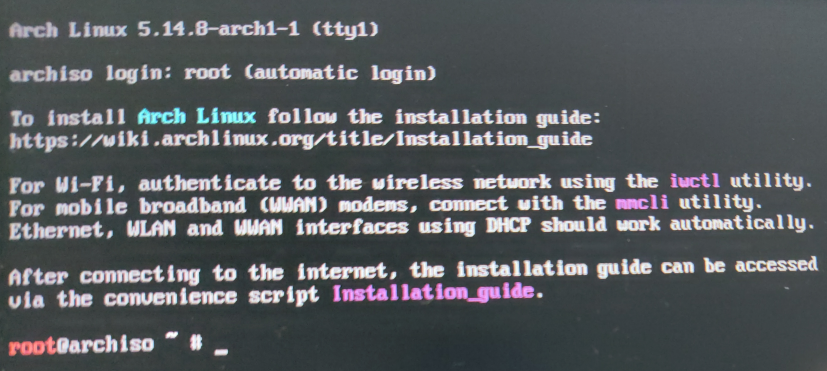 Arch Linux 5.14.8-arch1-1 (tty1)
archiso login: root (automatic login)
To install Arch Linux follow the installation guide:
https://wiki.archlinux.org/title/Installation_guide
For Wi-Fi, authenticate to the wireless network using the iwctl utility.
For mobile broadband (WWAN) modems, connect with the mmcli utility.
Ethernet, WLAN and WWAN interfaces using DHCP should work automatically.
After connecting to the internet, the installation guide can be accessed
via the convenience script Installation_guide.
root@archiso ~ # _